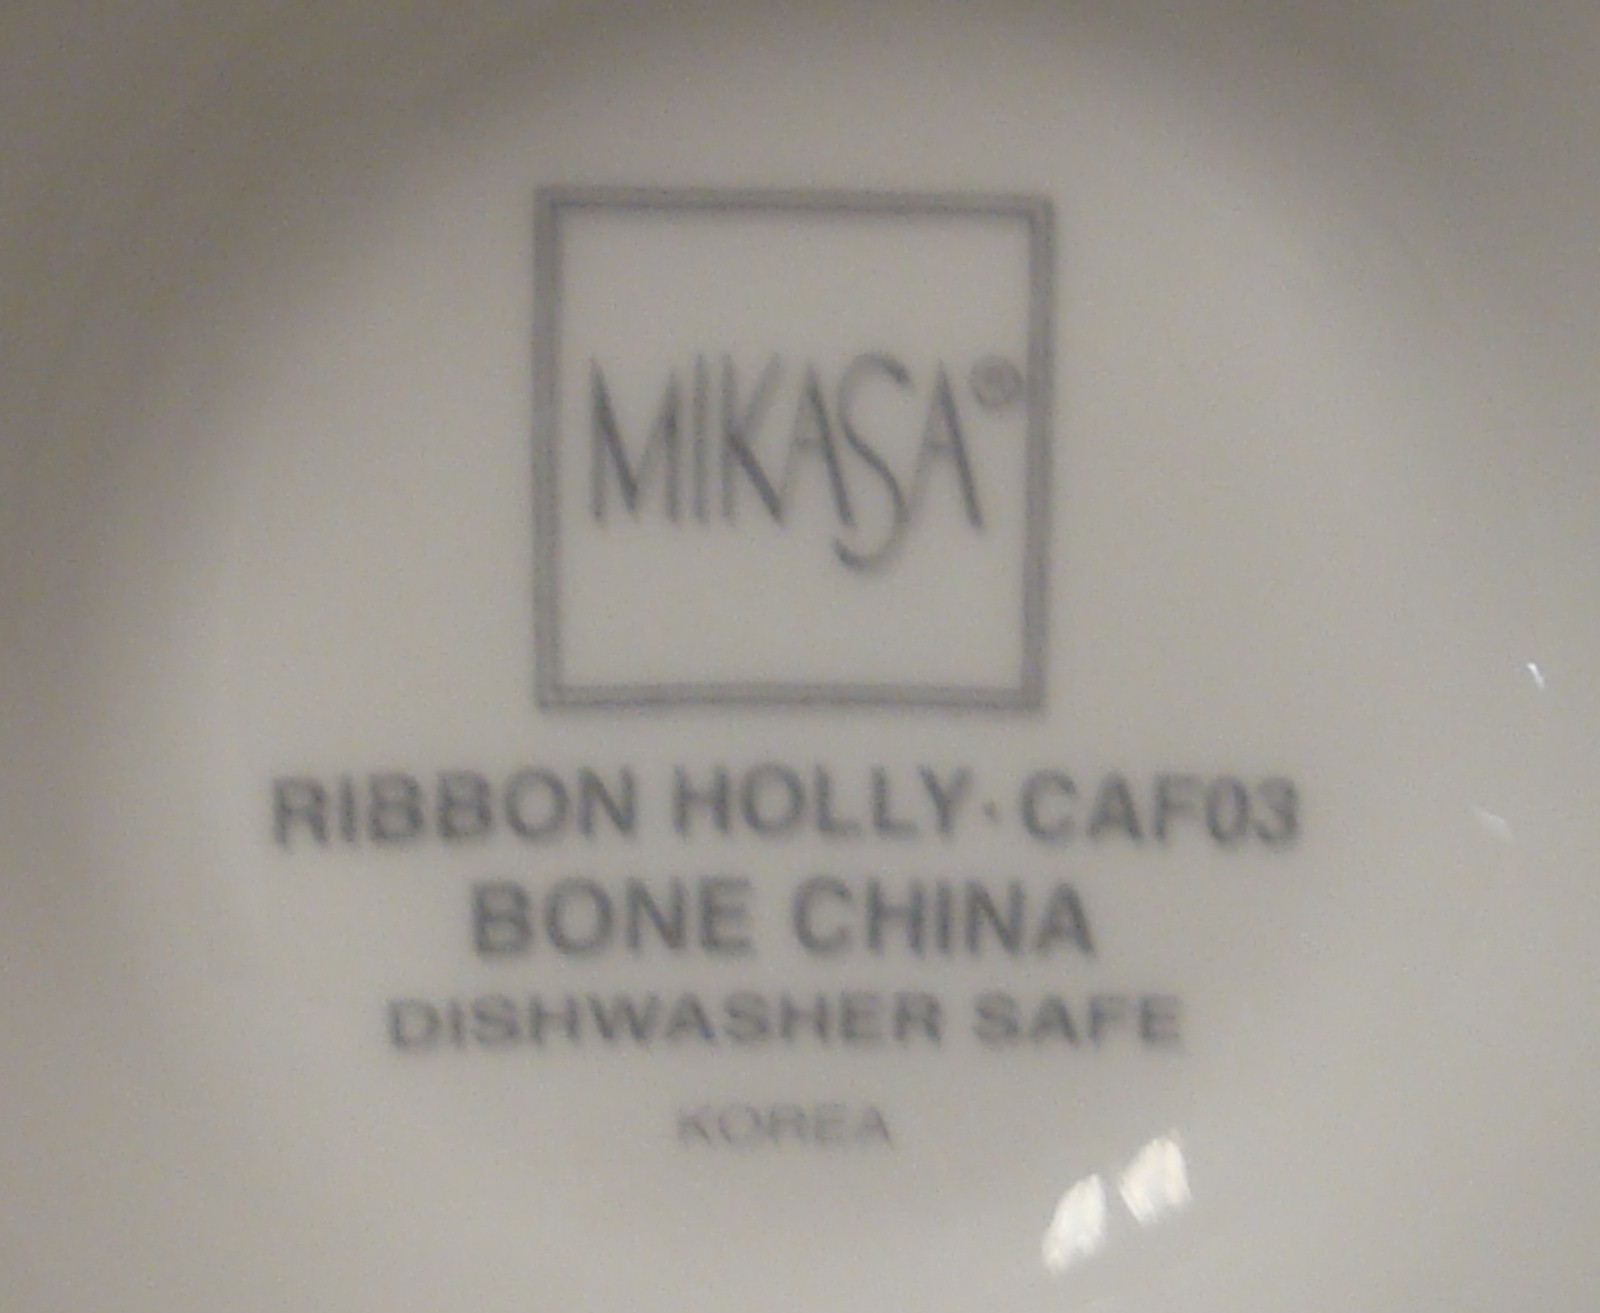 MIKASA®
RIBBON HOLLY · CAF03
BONE CHINA
DISHWASHER SAFE
KOREA